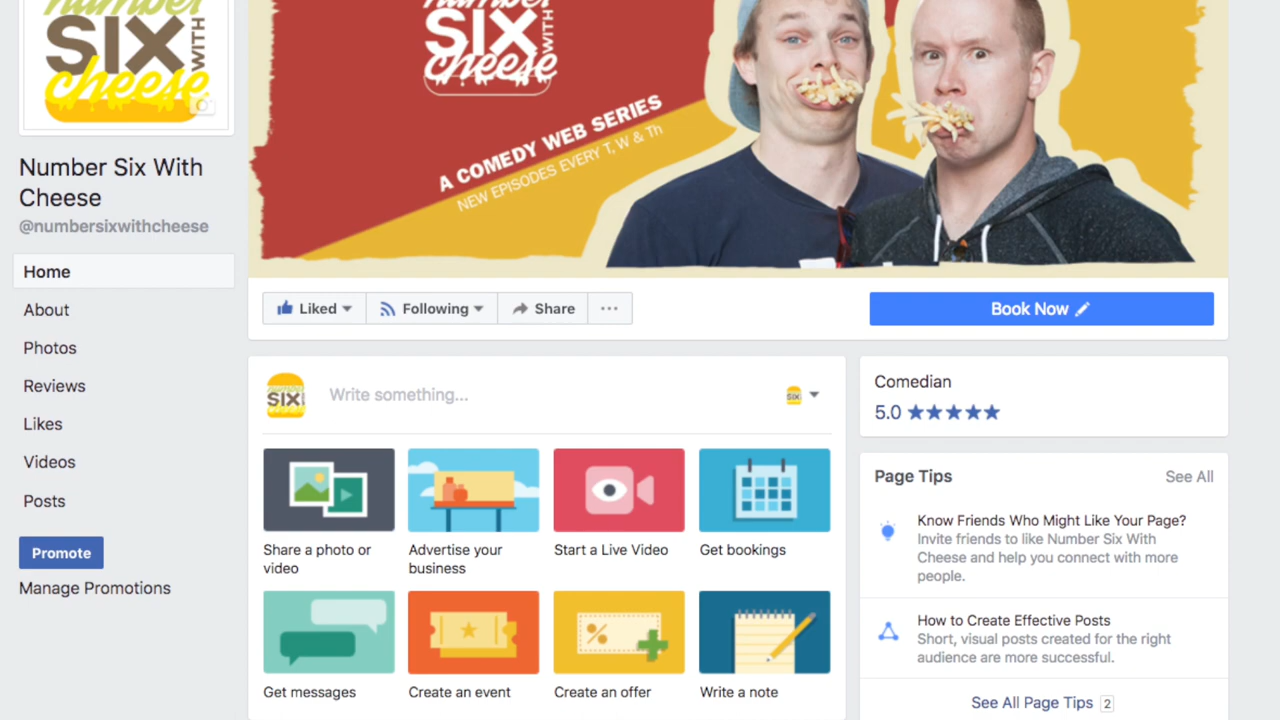 number
SIX
WITH
cheese
number
SIX
WITH
cheese
A COMEDY WEB SERIES
NEW EPISODES EVERY T, W & Th
Number Six With
Cheese
@numbersixwithcheese
Home
About
Photos
Reviews
Likes
Videos
Posts
Promote
Manage Promotions
Liked
Following
Share
Book Now
SIX
Write something...
SIX
Share a photo or
video
Advertise your
business
Start a Live Video
Get bookings
Get messages
Create an event
Create an offer
Write a note
Comedian
5.0
Page Tips
See All
Know Friends Who Might Like Your Page?
Invite friends to like Number Six With
Cheese and help you connect with more
people.
How to Create Effective Posts
Short, visual posts created for the right
audience are more successful.
See All Page Tips 2